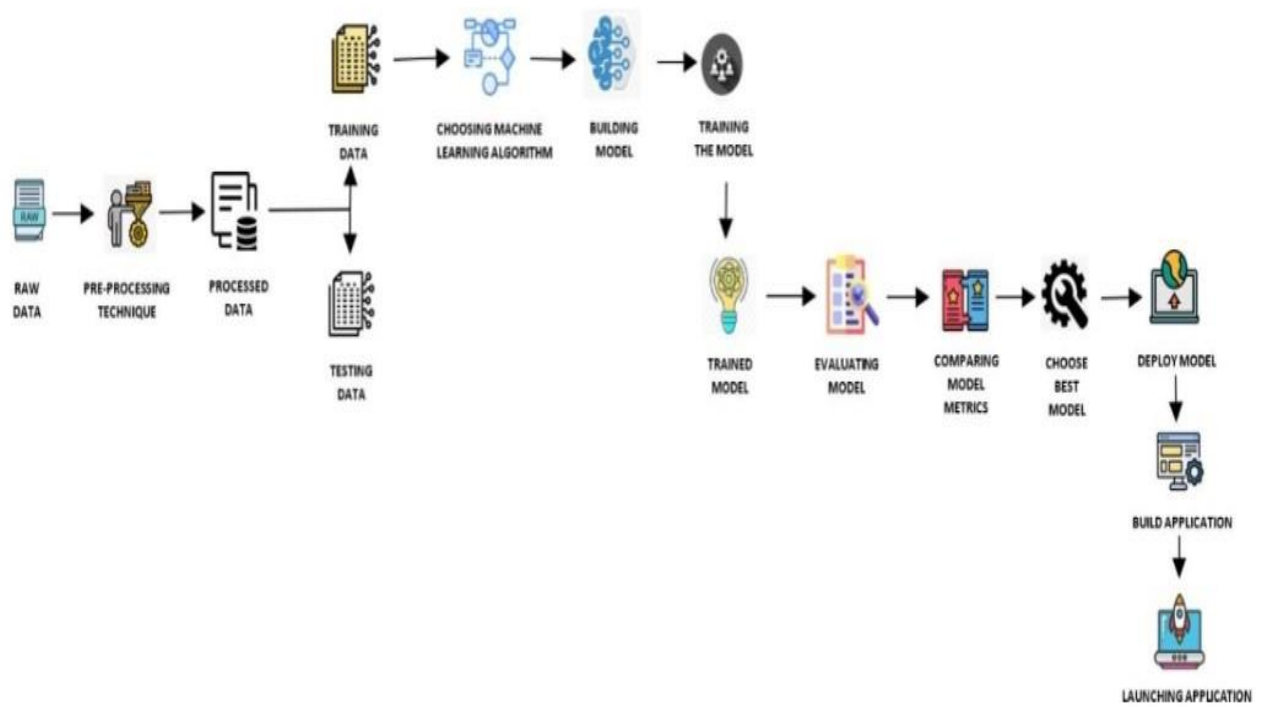 RAW
RAW
DATA
PRE-PROCESSING
TECHNIQUE
PROCESSED
DATA
TRAINING
DATA
TESTING
DATA
CHOOSING MACHINE
LEARNING ALGORITHM
BUILDING
MODEL
TRAINING
THE MODEL
TRAINED
MODEL
EVALUATING
MODEL
COMPARING
MODEL
METRICS
CHOOSE
BEST
MODEL
DEPLOY MODEL
BUILD APPLICATION
LAUNCHING APPLICATION